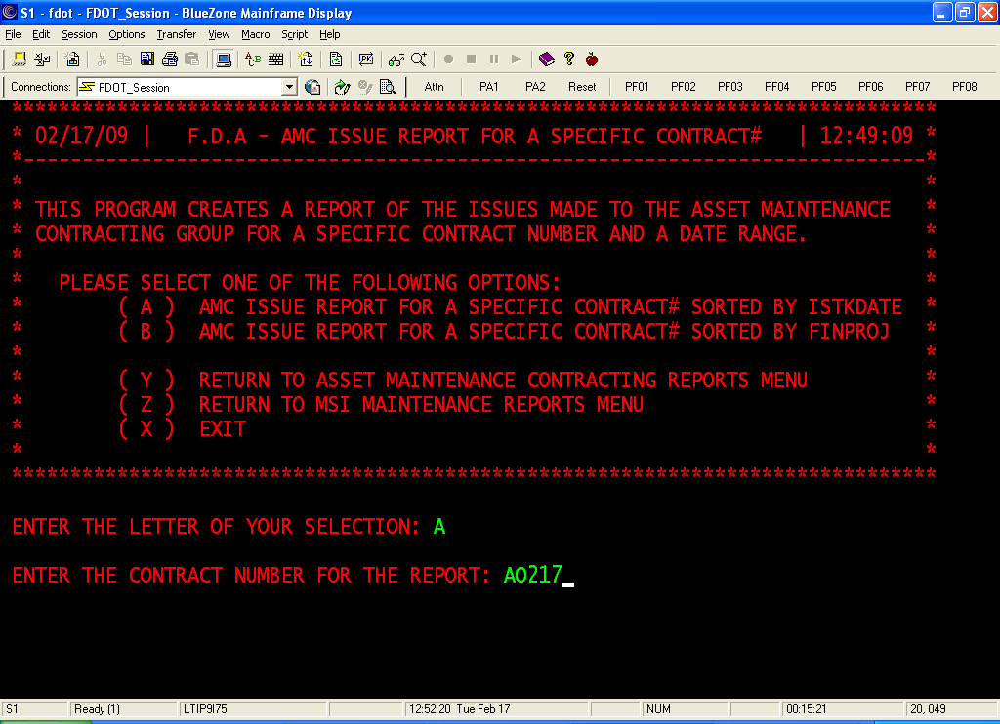 S1 - fdot - FDOT_Session - BlueZone Mainframe Display
File Edit Session Options Transfer View Macro Script Help
Connections: FDOT_Session Attn PA1 PA2 Reset PF01 PF02 PF03 PF04 PF05 PF06 PF07 PF08
*******************************************************************************
* 02/17/09 | F.D.A - AMC ISSUE REPORT FOR A SPECIFIC CONTRACT# | 12:49:09 *
*-----------------------------------------------------------------------------*
* *
* THIS PROGRAM CREATES A REPORT OF THE ISSUES MADE TO THE ASSET MAINTENANCE *
* CONTRACTING GROUP FOR A SPECIFIC CONTRACT NUMBER AND A DATE RANGE. *
* *
* PLEASE SELECT ONE OF THE FOLLOWING OPTIONS: *
* ( A ) AMC ISSUE REPORT FOR A SPECIFIC CONTRACT# SORTED BY ISTKDATE *
* ( B ) AMC ISSUE REPORT FOR A SPECIFIC CONTRACT# SORTED BY FINPROJ *
* *
* ( Y ) RETURN TO ASSET MAINTENANCE CONTRACTING REPORTS MENU *
* ( Z ) RETURN TO MSI MAINTENANCE REPORTS MENU *
* ( X ) EXIT *
* *
*******************************************************************************
ENTER THE LETTER OF YOUR SELECTION: A
ENTER THE CONTRACT NUMBER FOR THE REPORT: AO217_
S1 Ready (1) LTIP9I75 12:52:20 Tue Feb 17 NUM 00:15:21 20, 049